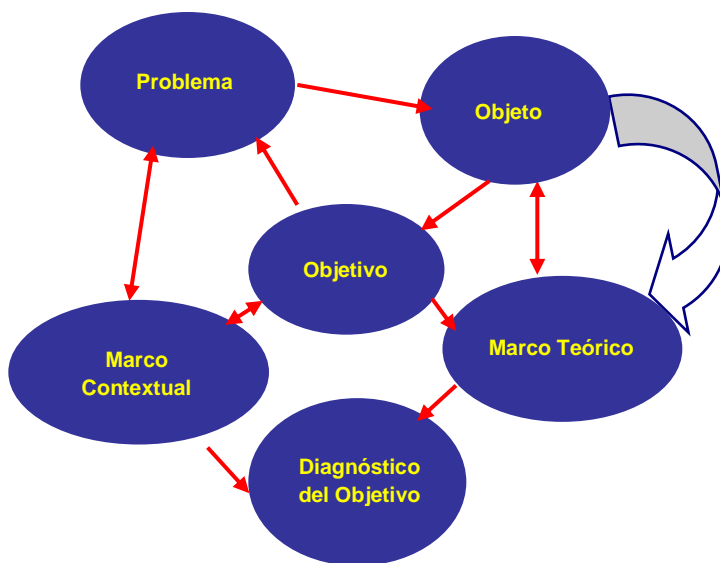 Problema
Objeto
Objetivo
Marco Teórico
Marco
Contextual
Diagnóstico
del Objetivo